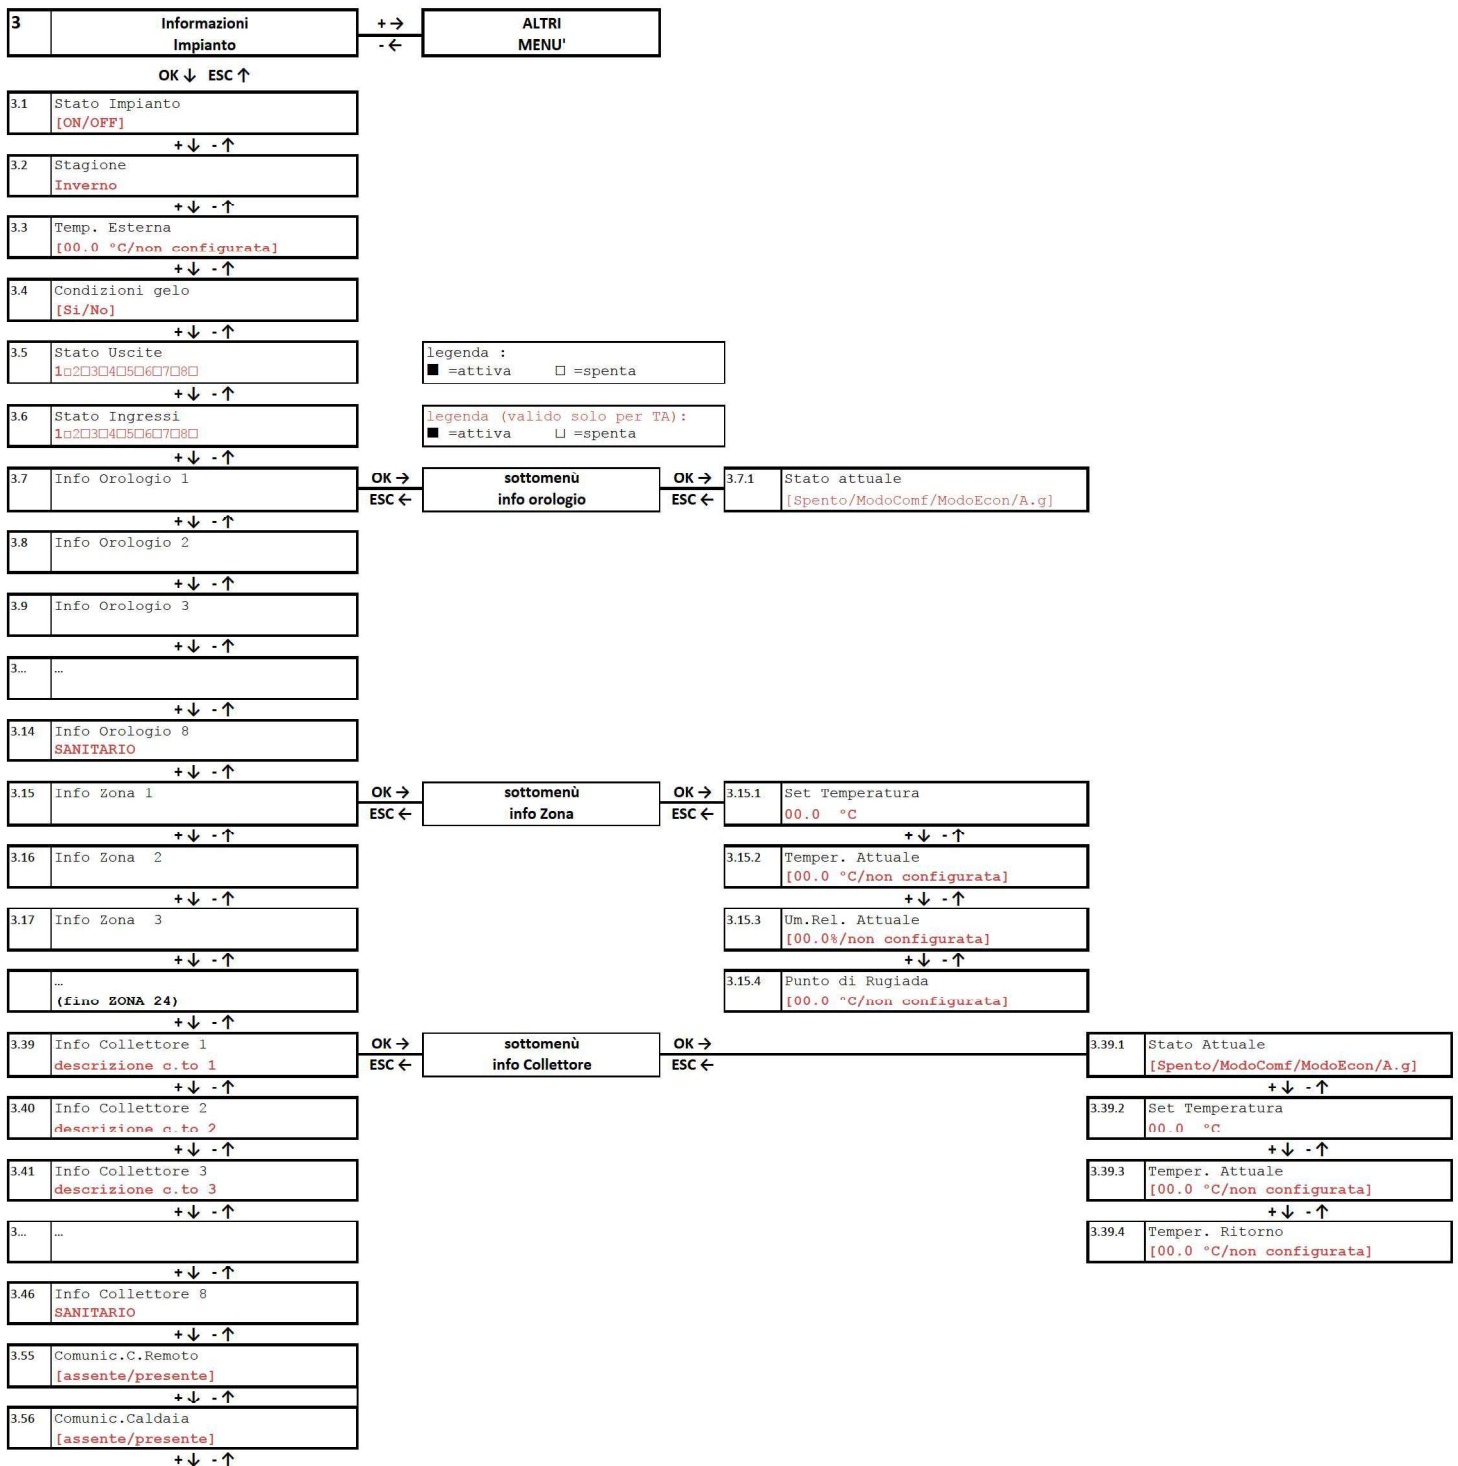 3 Informazioni + → ALTRI
Impianto - ← MENU'
OK ↓ ESC ↑
3.1 Stato Impianto
[ON/OFF]
+ ↓ - ↑
3.2 Stagione
Inverno
+ ↓ - ↑
3.3 Temp. Esterna
[00.0 °C/non configurata]
+ ↓ - ↑
3.4 Condizioni gelo
[Si/No]
+ ↓ - ↑
3.5 Stato Uscite legenda :
1□2□3□4□5□6□7□8□ ■ =attiva □ =spenta
+ ↓ - ↑
3.6 Stato Ingressi legenda (valido solo per TA):
1□2□3□4□5□6□7□8□ ■ =attiva □ =spenta
+ ↓ - ↑
3.7 Info Orologio 1 OK → sottomenù OK → 3.7.1 Stato attuale
ESC ← info orologio ESC ← [Spento/ModoComf/ModoEcon/A.g]
+ ↓ - ↑
3.8 Info Orologio 2
+ ↓ - ↑
3.9 Info Orologio 3
+ ↓ - ↑
3... ...
+ ↓ - ↑
3.14 Info Orologio 8
SANITARIO
+ ↓ - ↑
3.15 Info Zona 1 OK → sottomenù OK → 3.15.1 Set Temperatura
ESC ← info Zona ESC ← 00.0 °C
+ ↓ - ↑ + ↓ - ↑
3.16 Info Zona 2 3.15.2 Temper. Attuale
[00.0 °C/non configurata]
+ ↓ - ↑ + ↓ - ↑
3.17 Info Zona 3 3.15.3 Um.Rel. Attuale
[00.0%/non configurata]
+ ↓ - ↑ + ↓ - ↑
... 3.15.4 Punto di Rugiada
(fino ZONA 24) [00.0 °C/non configurata]
+ ↓ - ↑
3.39 Info Collettore 1 OK → sottomenù OK → 3.39.1 Stato Attuale
descrizione c.to 1 ESC ← info Collettore ESC ← [Spento/ModoComf/ModoEcon/A.g]
+ ↓ - ↑ + ↓ - ↑
3.40 Info Collettore 2 3.39.2 Set Temperatura
descrizione c.to 2 00.0 °C
+ ↓ - ↑ + ↓ - ↑
3.41 Info Collettore 3 3.39.3 Temper. Attuale
descrizione c.to 3 [00.0 °C/non configurata]
+ ↓ - ↑ + ↓ - ↑
3... ... 3.39.4 Temper. Ritorno
[00.0 °C/non configurata]
+ ↓ - ↑
3.46 Info Collettore 8
SANITARIO
+ ↓ - ↑
3.55 Comunic.C.Remoto
[assente/presente]
+ ↓ - ↑
3.56 Comunic.Caldaia
[assente/presente]
+ ↓ - ↑